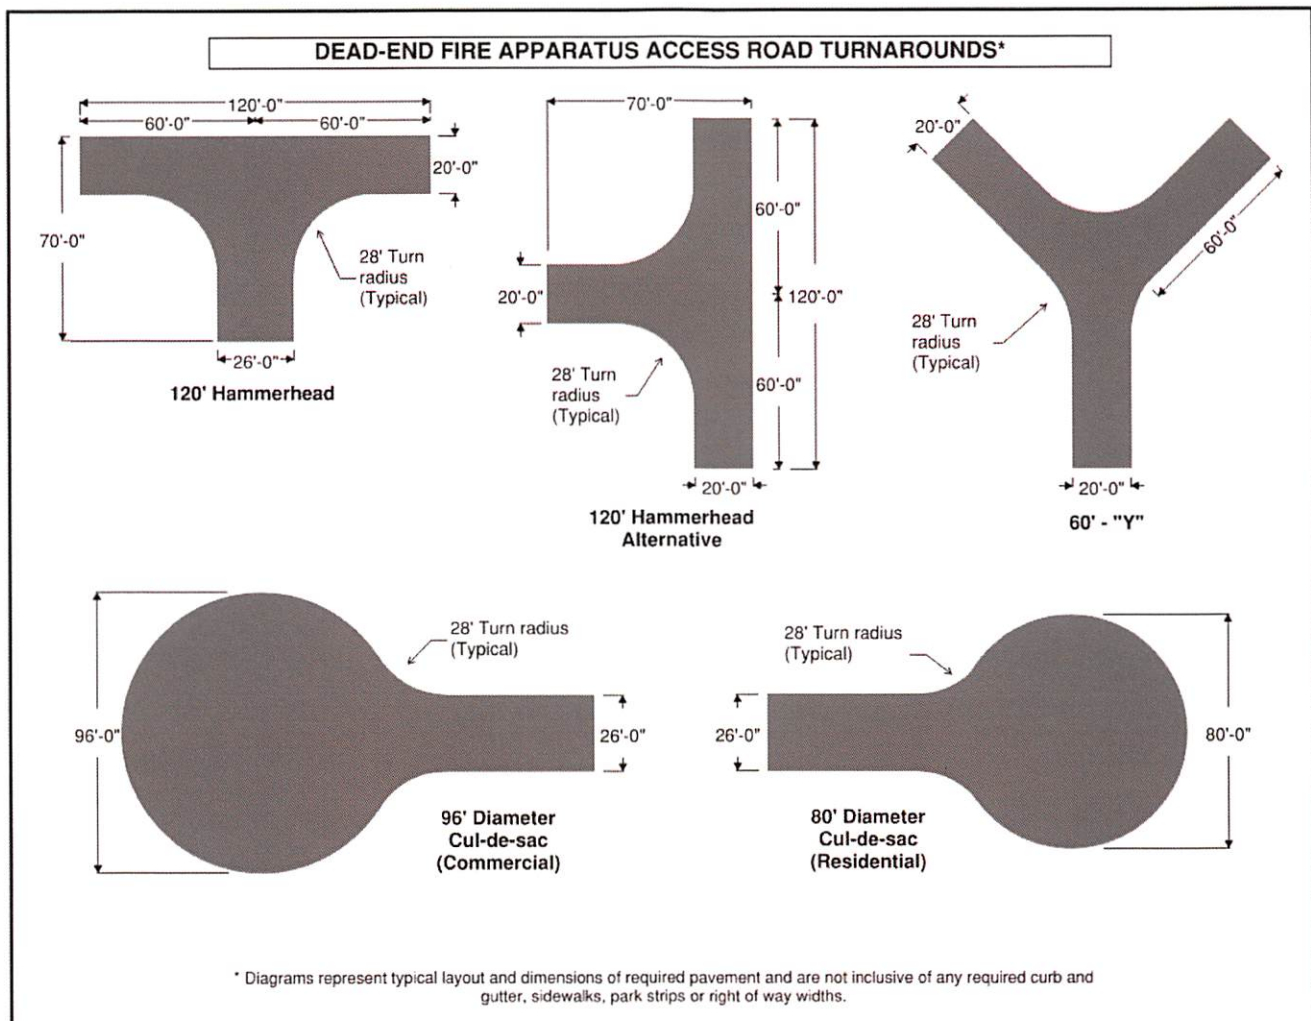 DEAD-END FIRE APPARATUS ACCESS ROAD TURNAROUNDS*
120'-0"
60'-0"
60'-0"
20'-0"
70'-0"
28' Turn
radius
(Typical)
26'-0"
120' Hammerhead
70'-0"
60'-0"
20'-0"
120'-0"
28' Turn
radius
(Typical)
60'-0"
20'-0"
120' Hammerhead
Alternative
20'-0"
60'-0"
28' Turn
radius
(Typical)
20'-0"
60' - "Y"
96'-0"
28' Turn radius
(Typical)
26'-0"
96' Diameter
Cul-de-sac
(Commercial)
28' Turn radius
(Typical)
26'-0"
80'-0"
80' Diameter
Cul-de-sac
(Residential)
* Diagrams represent typical layout and dimensions of required pavement and are not inclusive of any required curb and
gutter, sidewalks, park strips or right of way widths.